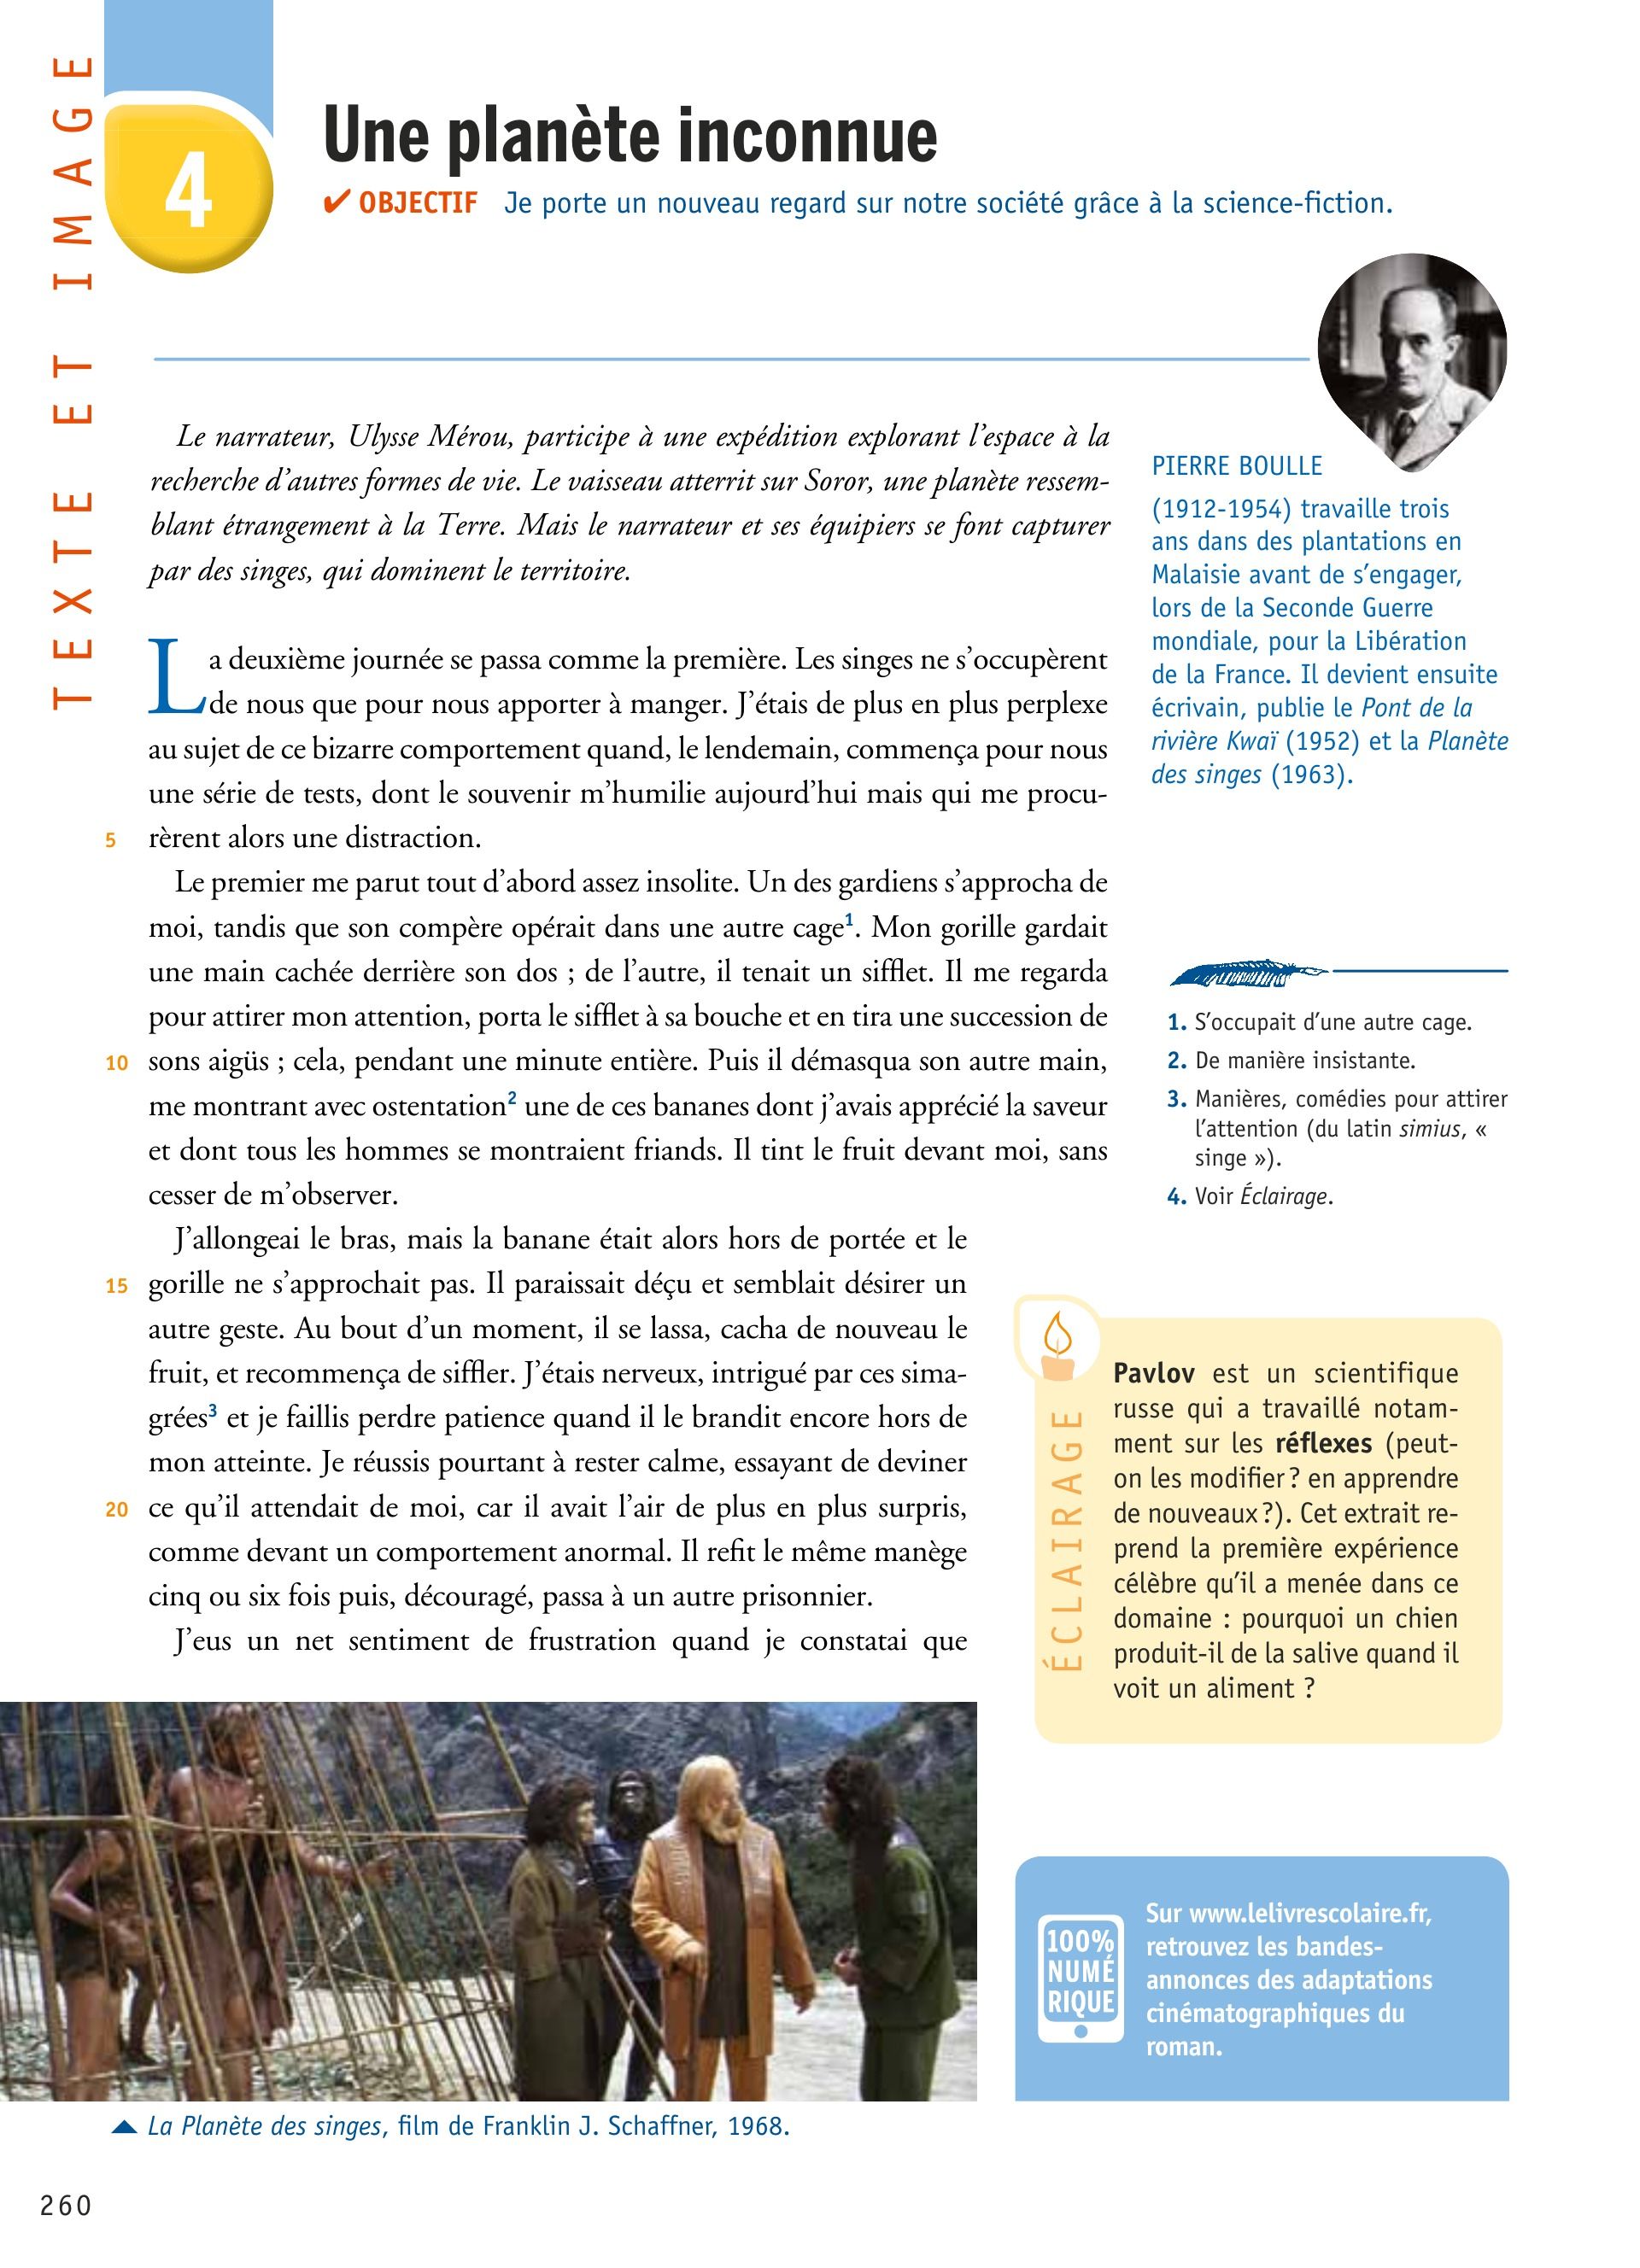 TEXTE ET IMAGE
4
Une planète inconnue
✔ OBJECTIF Je porte un nouveau regard sur notre société grâce à la science-fiction.
Le narrateur, Ulysse Mérou, participe à une expédition explorant l'espace à la
recherche d'autres formes de vie. Le vaisseau atterrit sur Soror, une planète ressem-
blant étrangement à la Terre. Mais le narrateur et ses équipiers se font capturer
par des singes, qui dominent le territoire.
La deuxième journée se passa comme la première. Les singes ne s'occupèrent
de nous que pour nous apporter à manger. J'étais de plus en plus perplexe
au sujet de ce bizarre comportement quand, le lendemain, commença pour nous
une série de tests, dont le souvenir m'humilie aujourd'hui mais qui me procu-
5 rèrent alors une distraction.
Le premier me parut tout d'abord assez insolite. Un des gardiens s'approcha de
moi, tandis que son compère opérait dans une autre cage1. Mon gorille gardait
une main cachée derrière son dos ; de l'autre, il tenait un sifflet. Il me regarda
pour attirer mon attention, porta le sifflet à sa bouche et en tira une succession de
10 sons aigüs ; cela, pendant une minute entière. Puis il démasqua son autre main,
me montrant avec ostentation2 une de ces bananes dont j'avais apprécié la saveur
et dont tous les hommes se montraient friands. Il tint le fruit devant moi, sans
cesser de m'observer.
J'allongeai le bras, mais la banane était alors hors de portée et le
15 gorille ne s'approchait pas. Il paraissait déçu et semblait désirer un
autre geste. Au bout d'un moment, il se lassa, cacha de nouveau le
fruit, et recommença de siffler. J'étais nerveux, intrigué par ces sima-
grées3 et je faillis perdre patience quand il le brandit encore hors de
mon atteinte. Je réussis pourtant à rester calme, essayant de deviner
20 ce qu'il attendait de moi, car il avait l'air de plus en plus surpris,
comme devant un comportement anormal. Il refit le même manège
cinq ou six fois puis, découragé, passa à un autre prisonnier.
J'eus un net sentiment de frustration quand je constatai que
PIERRE BOULLE
(1912-1954) travaille trois
ans dans des plantations en
Malaisie avant de s'engager,
lors de la Seconde Guerre
mondiale, pour la Libération
de la France. Il devient ensuite
écrivain, publie le Pont de la
rivière Kwaï (1952) et la Planète
des singes (1963).
1. S'occupait d'une autre cage.
2. De manière insistante.
3. Manières, comédies pour attirer
l'attention (du latin simius, «
singe »).
4. Voir Éclairage.
ÉCLAIRAGE
Pavlov est un scientifique
russe qui a travaillé notam-
ment sur les réflexes (peut-
on les modifier ? en apprendre
de nouveaux ?). Cet extrait re-
prend la première expérience
célèbre qu'il a menée dans ce
domaine : pourquoi un chien
produit-il de la salive quand il
voit un aliment ?
100%
NUMÉ
RIQUE
Sur www.lelivrescolaire.fr,
retrouvez les bandes-
annonces des adaptations
cinématographiques du
roman.
La Planète des singes, film de Franklin J. Schaffner, 1968.
260